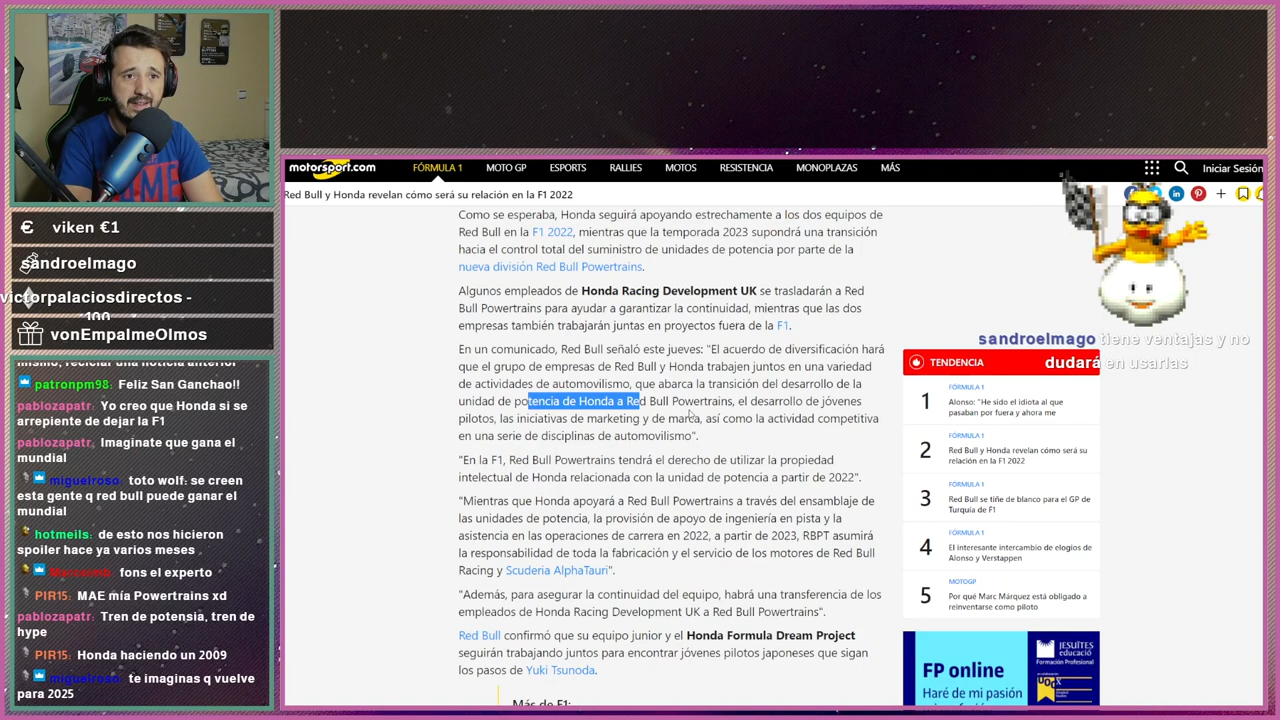 motorsport.com
FÓRMULA 1
MOTO GP
ESPORTS
RALLIES
MOTOS
RESISTENCIA
MONOPLAZAS
MÁS
Iniciar Sesión
Red Bull y Honda revelan cómo será su relación en la F1 2022
Como se esperaba, Honda seguirá apoyando estrechamente a los dos equipos de
Red Bull en la F1 2022, mientras que la temporada 2023 supondrá una transición
hacia el control total del suministro de unidades de potencia por parte de la
nueva división Red Bull Powertrains.
Algunos empleados de Honda Racing Development UK se trasladarán a Red
Bull Powertrains para ayudar a garantizar la continuidad, mientras que las dos
empresas también trabajarán juntas en proyectos fuera de la F1.
En un comunicado, Red Bull señaló este jueves: "El acuerdo de diversificación hará
que el grupo de empresas de Red Bull y Honda trabajen juntos en una variedad
de actividades de automovilismo, que abarca la transición del desarrollo de la
unidad de potencia de Honda a Red Bull Powertrains, el desarrollo de jóvenes
pilotos, las iniciativas de marketing y de marca, así como la actividad competitiva
en una serie de disciplinas de automovilismo".
"En la F1, Red Bull Powertrains tendrá el derecho de utilizar la propiedad
intelectual de Honda relacionada con la unidad de potencia a partir de 2022".
"Mientras que Honda apoyará a Red Bull Powertrains a través del ensamblaje de
las unidades de potencia, la provisión de apoyo de ingeniería en pista y la
asistencia en las operaciones de carrera en 2022, a partir de 2023, RBPT asumirá
la responsabilidad de toda la fabricación y el servicio de los motores de Red Bull
Racing y Scuderia AlphaTauri".
"Además, para asegurar la continuidad del equipo, habrá una transferencia de los
empleados de Honda Racing Development UK a Red Bull Powertrains".
Red Bull confirmó que su equipo junior y el Honda Formula Dream Project
seguirán trabajando juntos para encontrar jóvenes pilotos japoneses que sigan
los pasos de Yuki Tsunoda.
Más de F1:
sandroelmago tiene ventajas y no
dudará en usarlas
TENDENCIA
1
FÓRMULA 1
Alonso: "He sido el idiota al que
pasaban por fuera y ahora me
2
FÓRMULA 1
Red Bull y Honda revelan cómo será su
relación en la F1 2022
3
FÓRMULA 1
Red Bull se tiñe de blanco para el GP de
Turquía de F1
4
FÓRMULA 1
El interesante intercambio de elogios de
Alonso y Verstappen
5
MOTOGP
Por qué Marc Márquez está obligado a
reinventarse como piloto
FP online
Haré de mi pasión
JESUÏTES
educació
Formación Profesional
€ viken €1
sandroelmago
victorpalaciosdirectos -
100
vonEmpalmeOlmos
patronpm98: Feliz San Ganchao!!
pablozapatr: Yo creo que Honda si se
arrepiente de dejar la F1
pablozapatr: Imaginate que gana el
mundial
miguelroso: toto wolf: se creen
esta gente q red bull puede ganar el
mundial
hotmeils: de esto nos hicieron
spoiler hace ya varios meses
fons el experto
PIR15: MAE mía Powertrains xd
pablozapatr: Tren de potensia, tren de
hype
PIR15: Honda haciendo un 2009
miguelroso: te imaginas q vuelve
para 2025